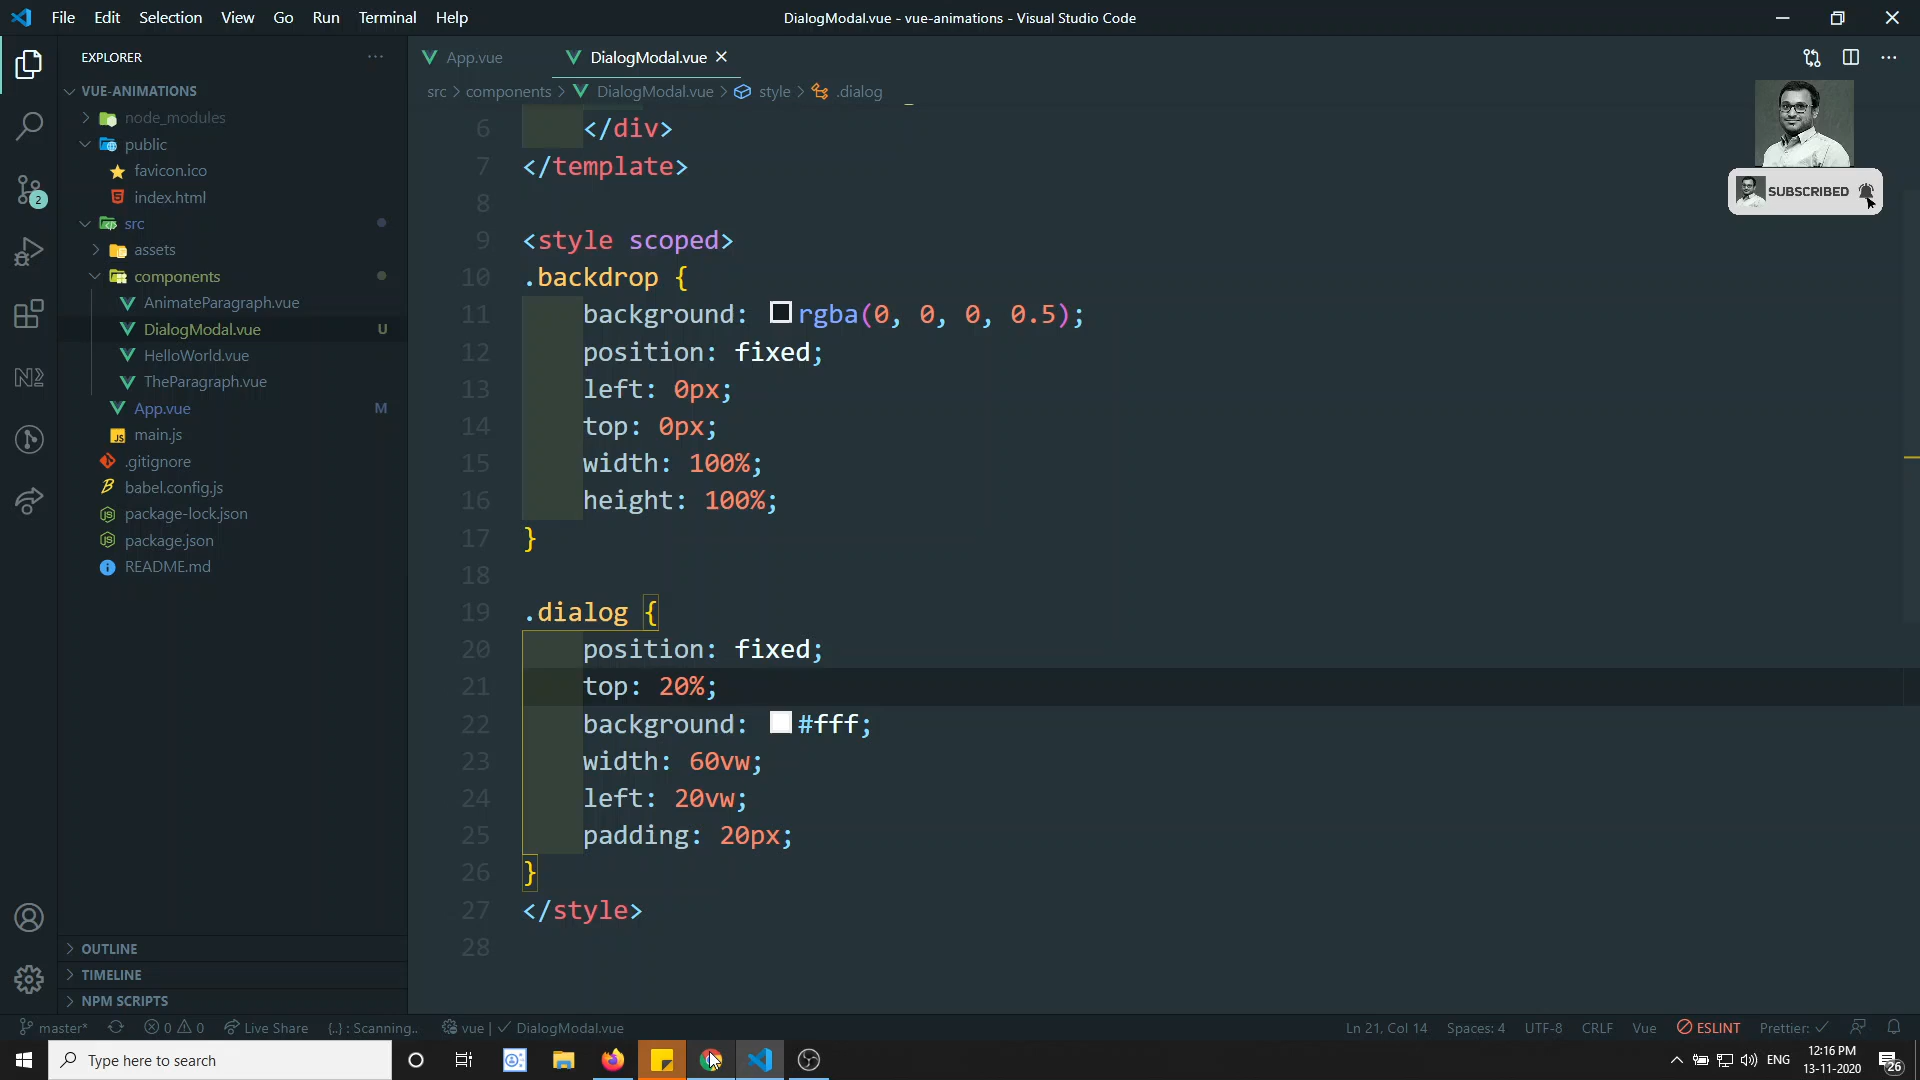 File Edit Selection View Go Run Terminal Help
DialogModal.vue - vue-animations - Visual Studio Code
EXPLORER
VUE-ANIMATIONS
node_modules
public
favicon.ico
index.html
src
assets
components
AnimateParagraph.vue
DialogModal.vue U
HelloWorld.vue
TheParagraph.vue
App.vue M
main.js
.gitignore
babel.config.js
package-lock.json
package.json
README.md
OUTLINE
TIMELINE
NPM SCRIPTS
2
App.vue
DialogModal.vue
src > components > DialogModal.vue > style > .dialog
6 </div>
7 </template>
8
9 <style scoped>
10 .backdrop {
11 background: rgba(0, 0, 0, 0.5);
12 position: fixed;
13 left: 0px;
14 top: 0px;
15 width: 100%;
16 height: 100%;
17 }
18
19 .dialog {
20 position: fixed;
21 top: 20%;
22 background: #fff;
23 width: 60vw;
24 left: 20vw;
25 padding: 20px;
26 }
27 </style>
28
SUBSCRIBED
master* 0 0 Live Share {..} : Scanning.. vue | DialogModal.vue
Ln 21, Col 14 Spaces: 4 UTF-8 CRLF Vue ESLINT Prettier:
Type here to search
ENG
12:16 PM
13-11-2020
26